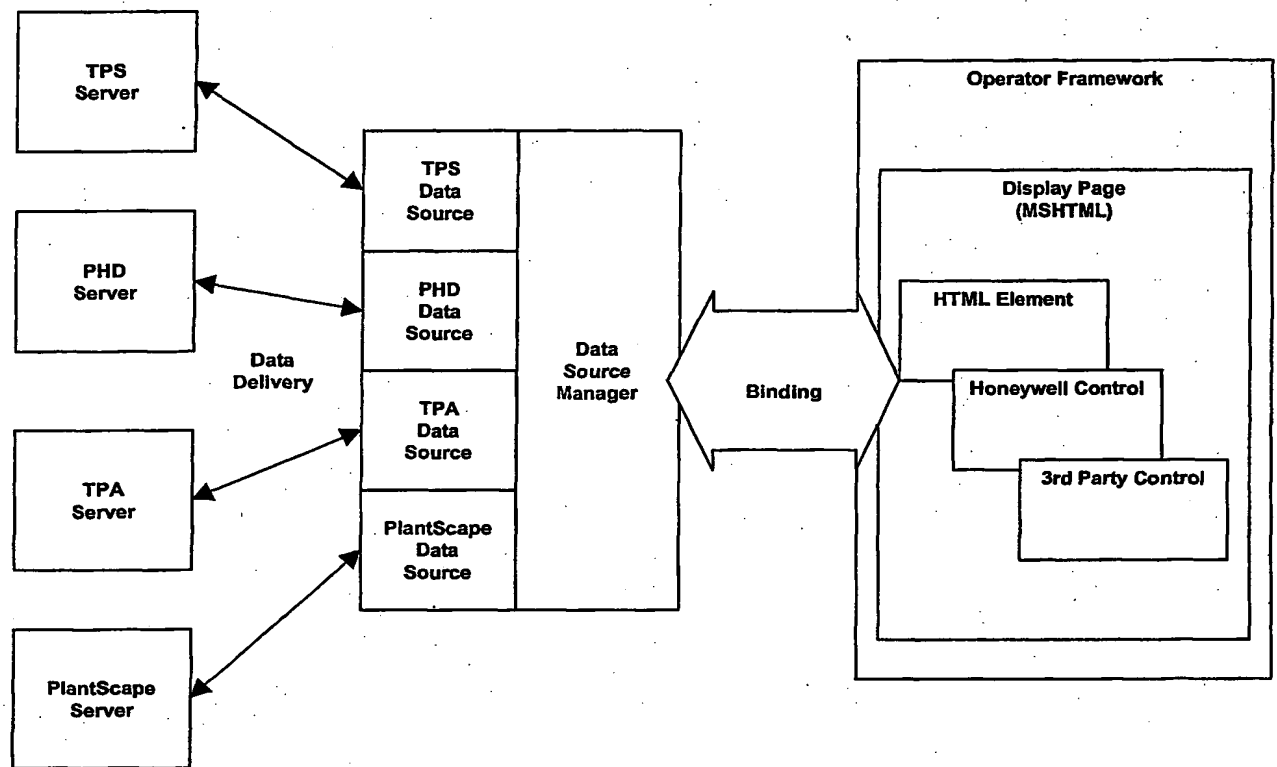 TPS
Server
PHD
Server
Data
Delivery
TPA
Server
PlantScape
Server
TPS
Data
Source
PHD
Data
Source
TPA
Data
Source
PlantScape
Data
Source
Data
Source
Manager
Binding
Operator Framework
Display Page
(MSHTML)
HTML Element
Honeywell Control
3rd Party Control